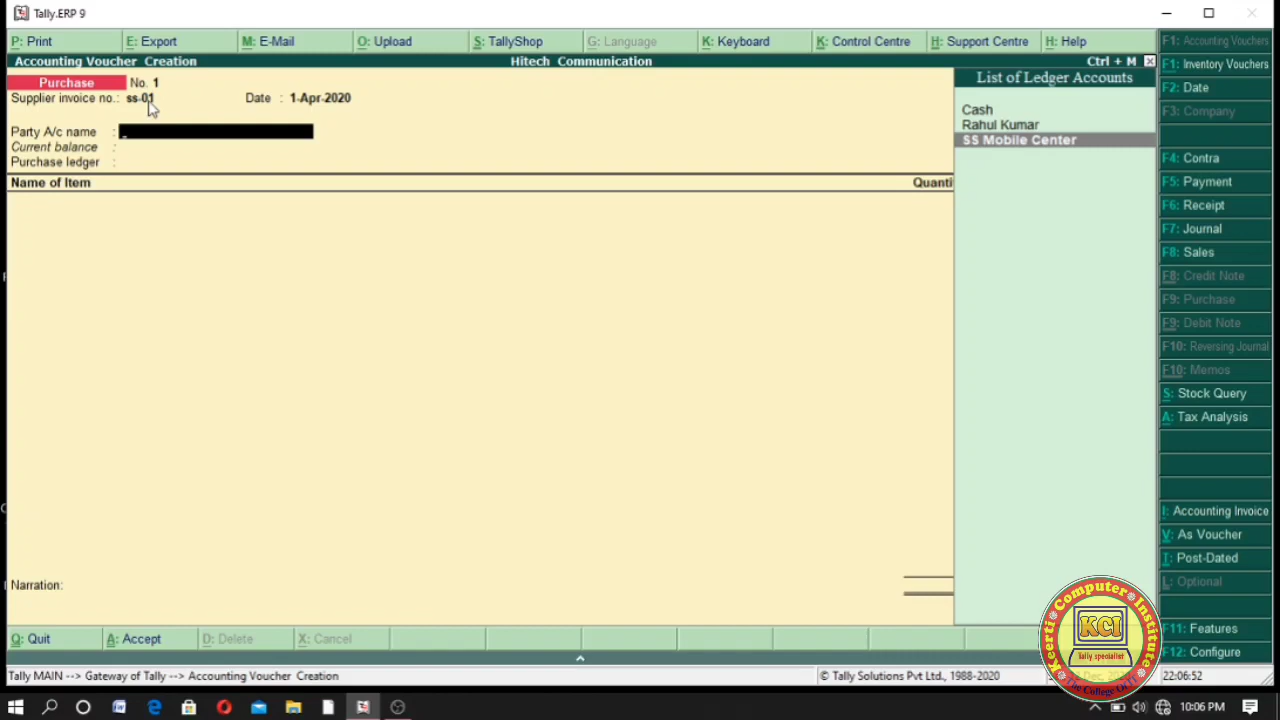 Tally.ERP 9
P: Print E: Export M: E-Mail O: Upload S: TallyShop G: Language K: Keyboard K: Control Centre H: Support Centre H: Help
Accounting Voucher Creation Hitech Communication Ctrl + M
Purchase No. 1
Supplier invoice no.: ss-01 Date : 1-Apr-2020
Party A/c name :
Current balance :
Purchase ledger :
Name of Item Quanti
List of Ledger Accounts
Cash
Rahul Kumar
SS Mobile Center
F1: Accounting Vouchers
F1: Inventory Vouchers
F2: Date
F3: Company
F4: Contra
F5: Payment
F6: Receipt
F7: Journal
F8: Sales
F8: Credit Note
F9: Purchase
F9: Debit Note
F10: Reversing Journal
F10: Memos
S: Stock Query
A: Tax Analysis
I: Accounting Invoice
V: As Voucher
T: Post-Dated
L: Optional
F11: Features
F12: Configure
Narration:
Q: Quit A: Accept D: Delete X: Cancel
Keerti Computer Institute
KCI
Tally specialist
Tally MAIN --> Gateway of Tally --> Accounting Voucher Creation © Tally Solutions Pvt Ltd., 1988-2020 22:06:52
10:06 PM